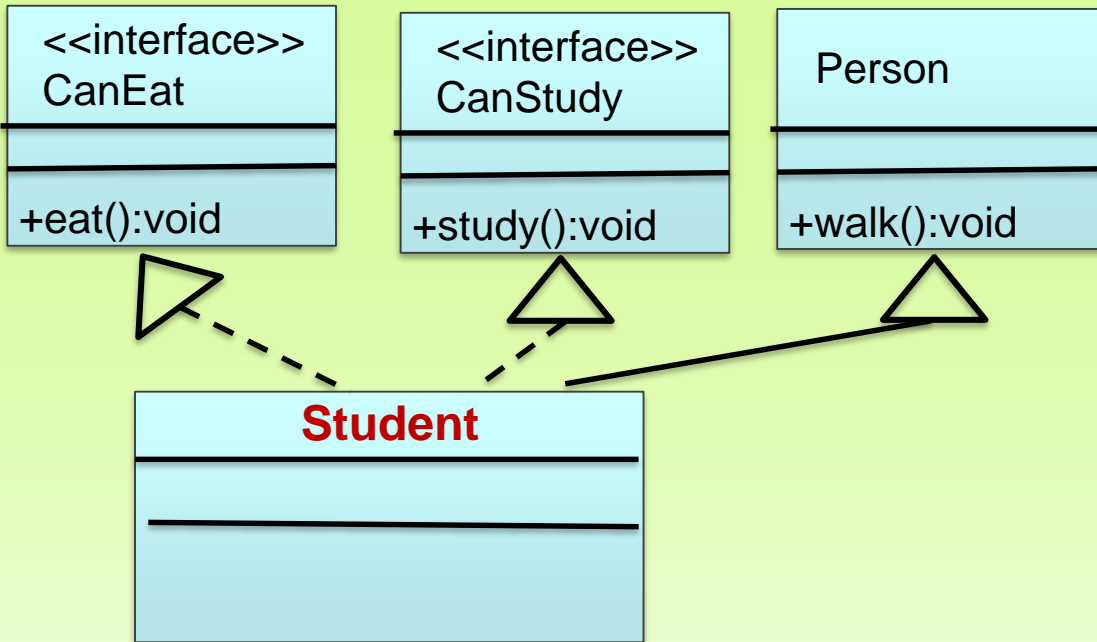 <<interface>>
CanEat
+eat():void
<<interface>>
CanStudy
+study():void
Person
+walk():void
Student